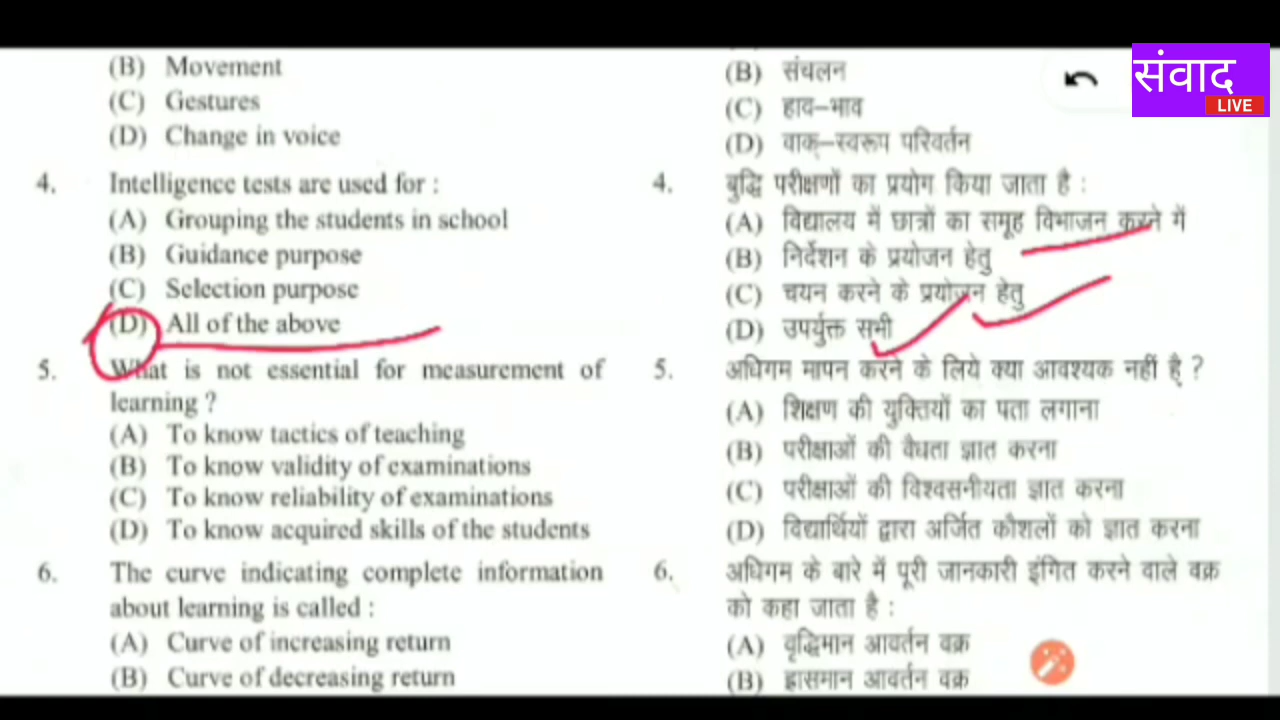 (B) Movement
(C) Gestures
(D) Change in voice
4. Intelligence tests are used for :
(A) Grouping the students in school
(B) Guidance purpose
(C) Selection purpose
(D) All of the above
5. What is not essential for measurement of
learning ?
(A) To know tactics of teaching
(B) To know validity of examinations
(C) To know reliability of examinations
(D) To know acquired skills of the students
6. The curve indicating complete information
about learning is called :
(A) Curve of increasing return
(B) Curve of decreasing return
(B) संचलन
(C) हाव-भाव
(D) वाक्-स्वरूप परिवर्तन
4. बुद्धि परीक्षणों का प्रयोग किया जाता है :
(A) विद्यालय में छात्रों का समूह विभाजन करने में
(B) निर्देशन के प्रयोजन हेतु
(C) चयन करने के प्रयोजन हेतु
(D) उपर्युक्त सभी
5. अधिगम मापन करने के लिये क्या आवश्यक नहीं है ?
(A) शिक्षण की युक्तियों का पता लगाना
(B) परीक्षाओं की वैधता ज्ञात करना
(C) परीक्षाओं की विश्वसनीयता ज्ञात करना
(D) विद्यार्थियों द्वारा अर्जित कौशलों को ज्ञात करना
6. अधिगम के बारे में पूरी जानकारी इंगित करने वाले वक्र
को कहा जाता है :
(A) वृद्धिमान आवर्तन वक्र
(B) ह्रासमान आवर्तन वक्र
संवाद
LIVE